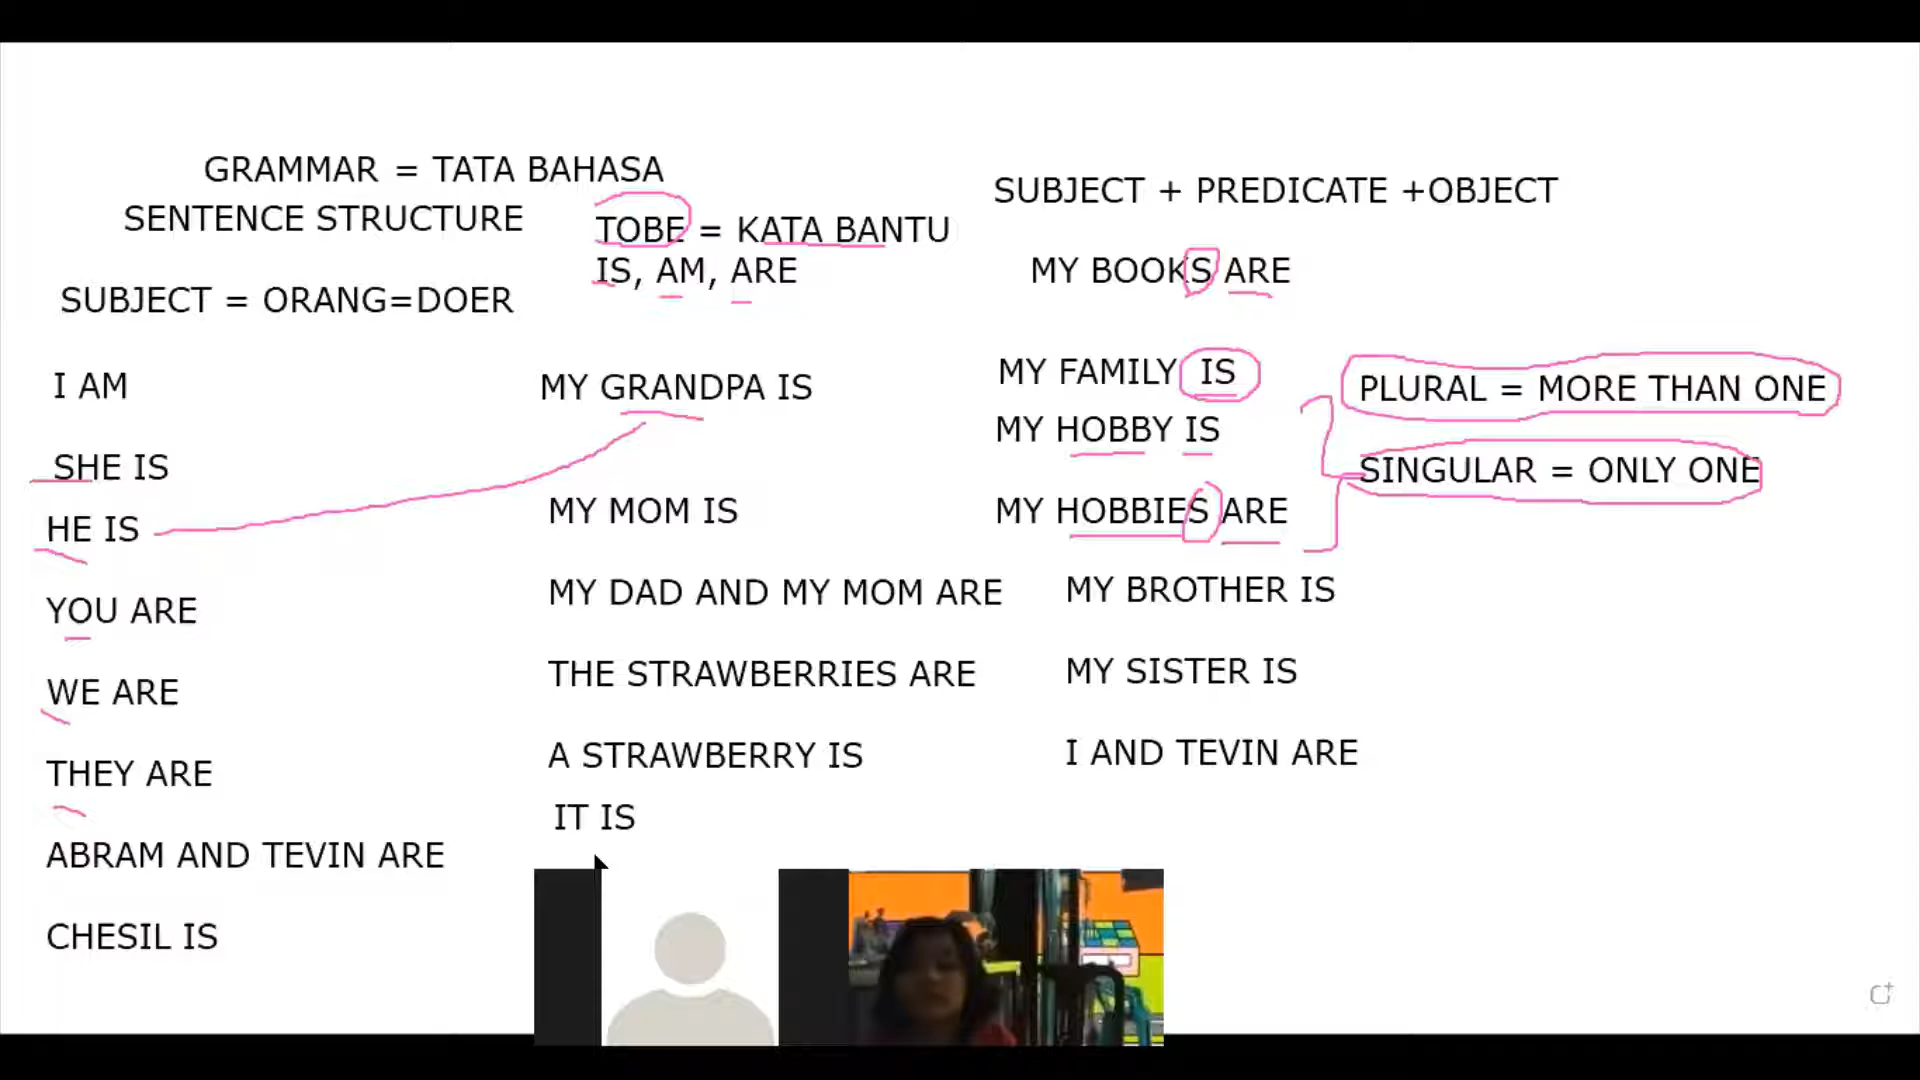 GRAMMAR = TATA BAHASA
SENTENCE STRUCTURE
SUBJECT = ORANG=DOER
I AM
SHE IS
HE IS
YOU ARE
WE ARE
THEY ARE
ABRAM AND TEVIN ARE
CHESIL IS
TOBE = KATA BANTU
IS, AM, ARE
MY GRANDPA IS
MY MOM IS
MY DAD AND MY MOM ARE
THE STRAWBERRIES ARE
A STRAWBERRY IS
IT IS
SUBJECT + PREDICATE +OBJECT
MY BOOKS ARE
MY FAMILY IS
MY HOBBY IS
MY HOBBIES ARE
MY BROTHER IS
MY SISTER IS
I AND TEVIN ARE
PLURAL = MORE THAN ONE
SINGULAR = ONLY ONE